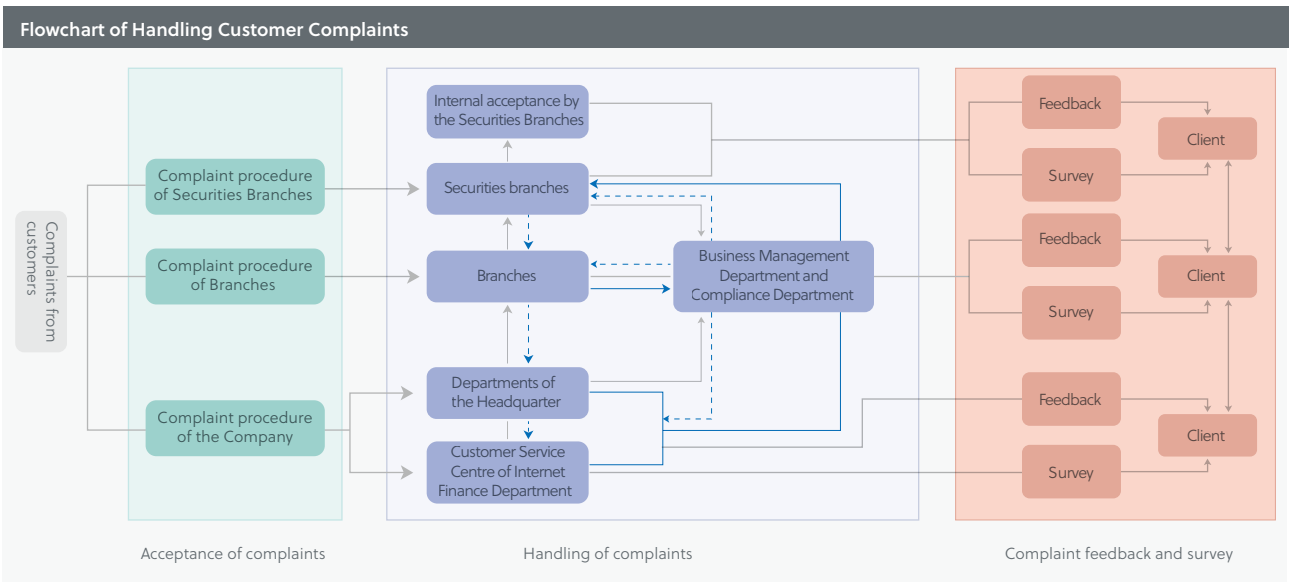 Flowchart of Handling Customer Complaints
Complaints from
customers
Complaint procedure
of Securities Branches
Complaint procedure
of Branches
Complaint procedure
of the Company
Acceptance of complaints
Internal acceptance by
the Securities Branches
Securities branches
Branches
Business Management
Department and
Compliance Department
Departments of
the Headquarter
Customer Service
Centre of Internet
Finance Department
Handling of complaints
Feedback
Client
Survey
Feedback
Client
Survey
Feedback
Client
Survey
Complaint feedback and survey